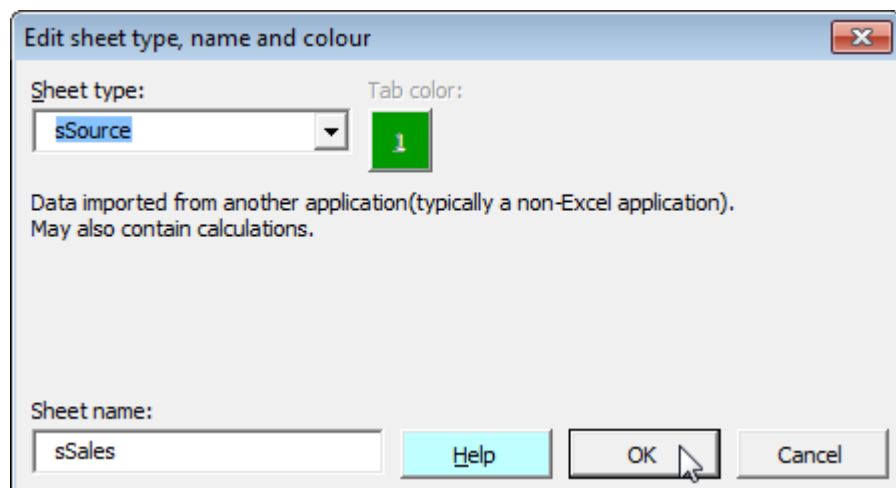 Edit sheet type, name and colour
Sheet type: Tab color:
sSource 1
Data imported from another application(typically a non-Excel application).
May also contain calculations.
Sheet name:
sSales Help OK Cancel